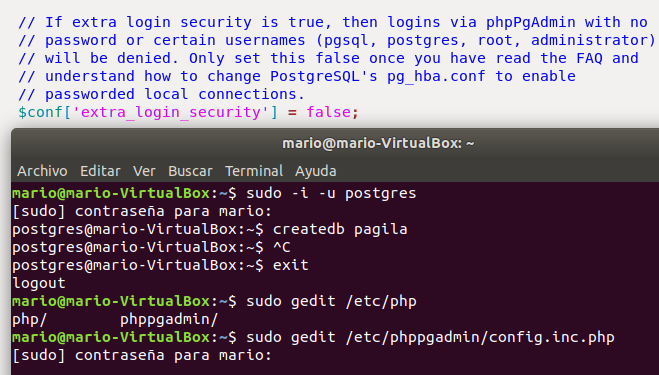 // If extra login security is true, then logins via phpPgAdmin with no
// password or certain usernames (pgsql, postgres, root, administrator)
// will be denied. Only set this false once you have read the FAQ and
// understand how to change PostgreSQL's pg_hba.conf to enable
// passworded local connections.
$conf['extra_login_security'] = false;
mario@mario-VirtualBox: ~
Archivo Editar Ver Buscar Terminal Ayuda
mario@mario-VirtualBox:~$ sudo -i -u postgres
[sudo] contraseña para mario:
postgres@mario-VirtualBox:~$ createdb pagila
postgres@mario-VirtualBox:~$ ^C
postgres@mario-VirtualBox:~$ exit
logout
mario@mario-VirtualBox:~$ sudo gedit /etc/php
php/ phppgadmin/
mario@mario-VirtualBox:~$ sudo gedit /etc/phppgadmin/config.inc.php
[sudo] contraseña para mario: